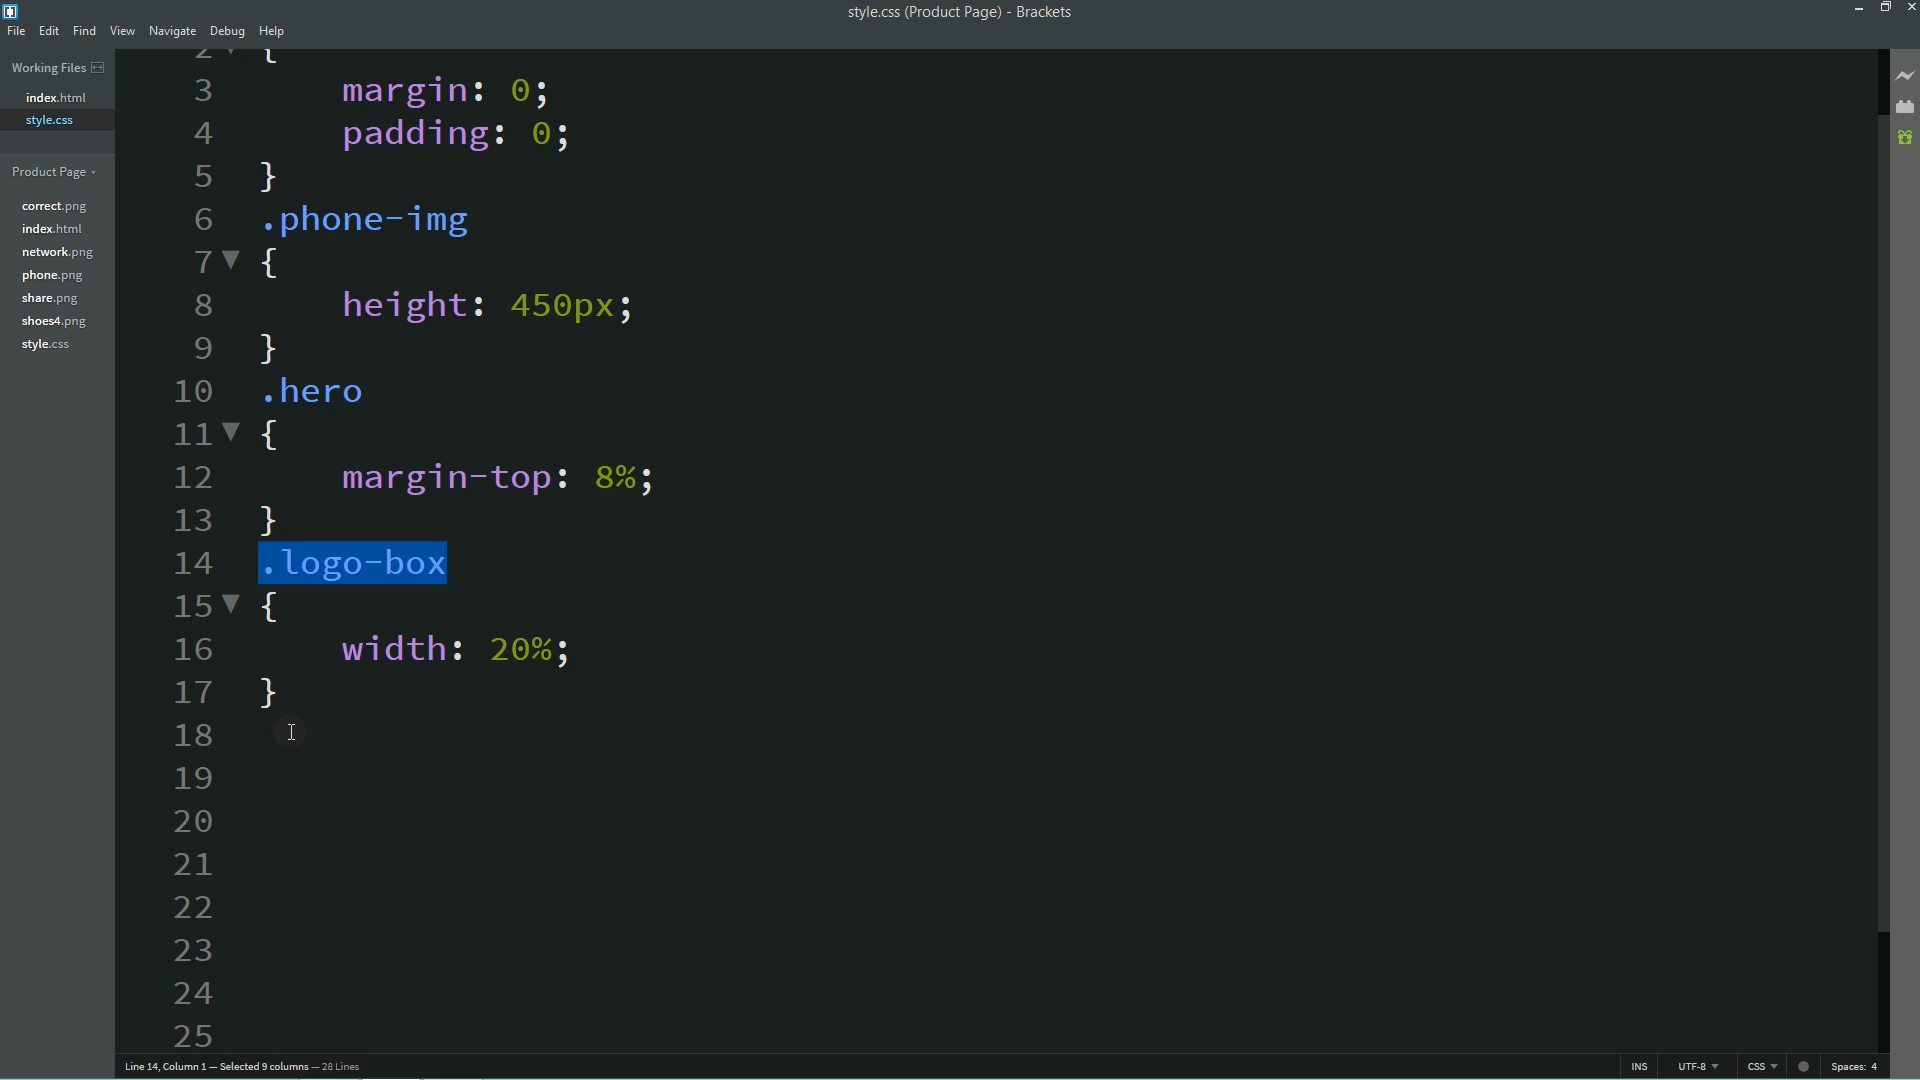 style.css (Product Page) - Brackets
File Edit Find View Navigate Debug Help
Working Files
index.html
style.css
Product Page
correct.png
index.html
network.png
phone.png
share.png
shoes4.png
style.css
2 {
3 margin: 0;
4 padding: 0;
5 }
6 .phone-img
7 {
8 height: 450px;
9 }
10 .hero
11 {
12 margin-top: 8%;
13 }
14 .logo-box
15 {
16 width: 20%;
17 }
18
19
20
21
22
23
24
25
Line 14, Column 1 — Selected 9 columns — 28 Lines
INS UTF-8 CSS Spaces: 4